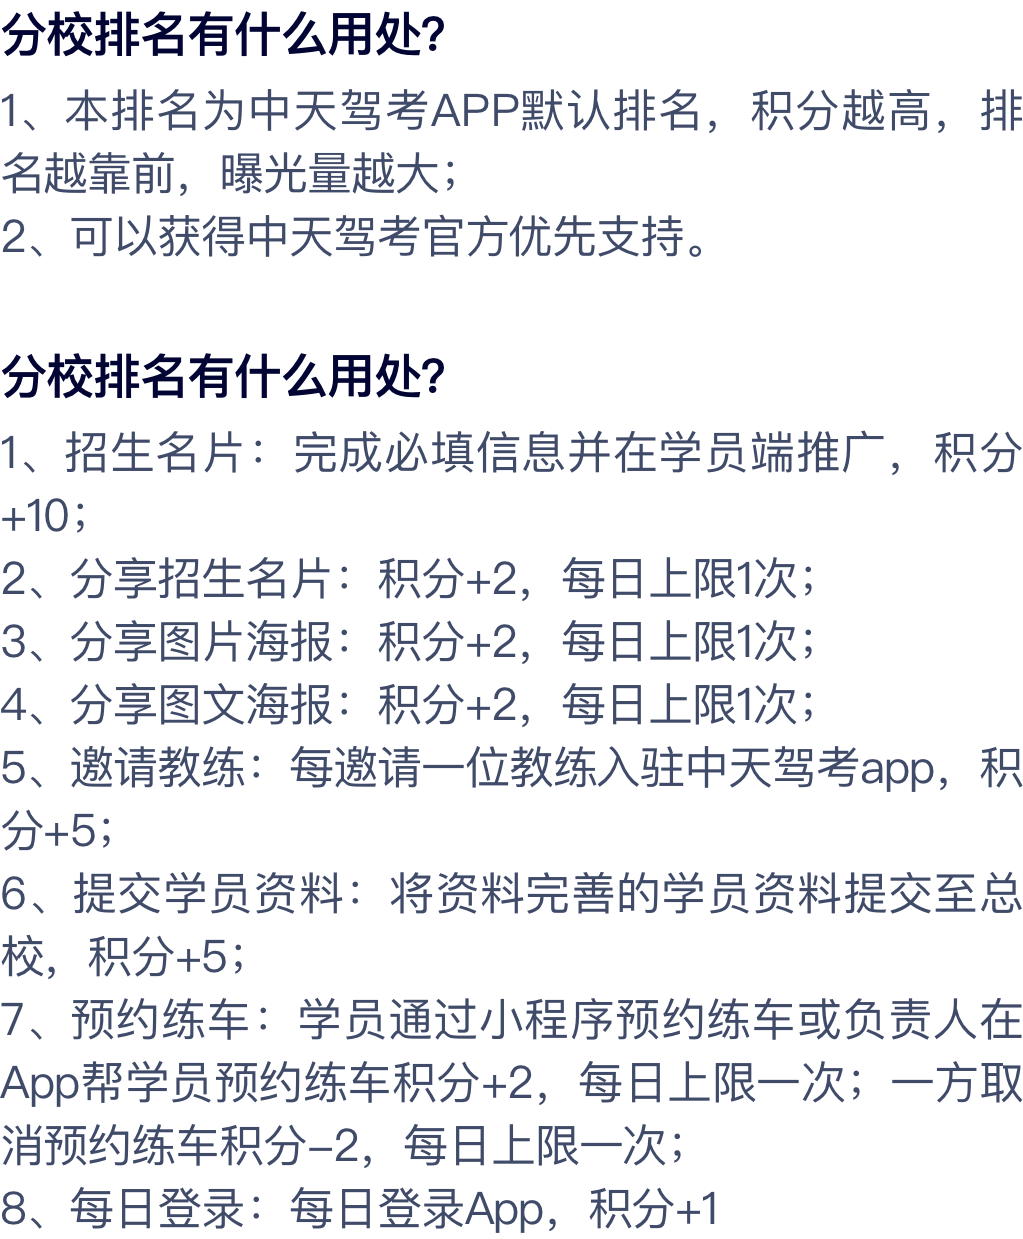 分校排名有什么用处?
1、本排名为中天驾考APP默认排名，积分越高，排
名越靠前，曝光量越大；
2、可以获得中天驾考官方优先支持。
分校排名有什么用处?
1、招生名片：完成必填信息并在学员端推广，积分
+10；
2、分享招生名片：积分+2，每日上限1次；
3、分享图片海报：积分+2，每日上限1次；
4、分享图文海报：积分+2，每日上限1次；
5、邀请教练：每邀请一位教练入驻中天驾考app，积
分+5；
6、提交学员资料：将资料完善的学员资料提交至总
校，积分+5；
7、预约练车：学员通过小程序预约练车或负责人在
App帮学员预约练车积分+2，每日上限一次；一方取
消预约练车积分-2，每日上限一次；
8、每日登录：每日登录App，积分+1